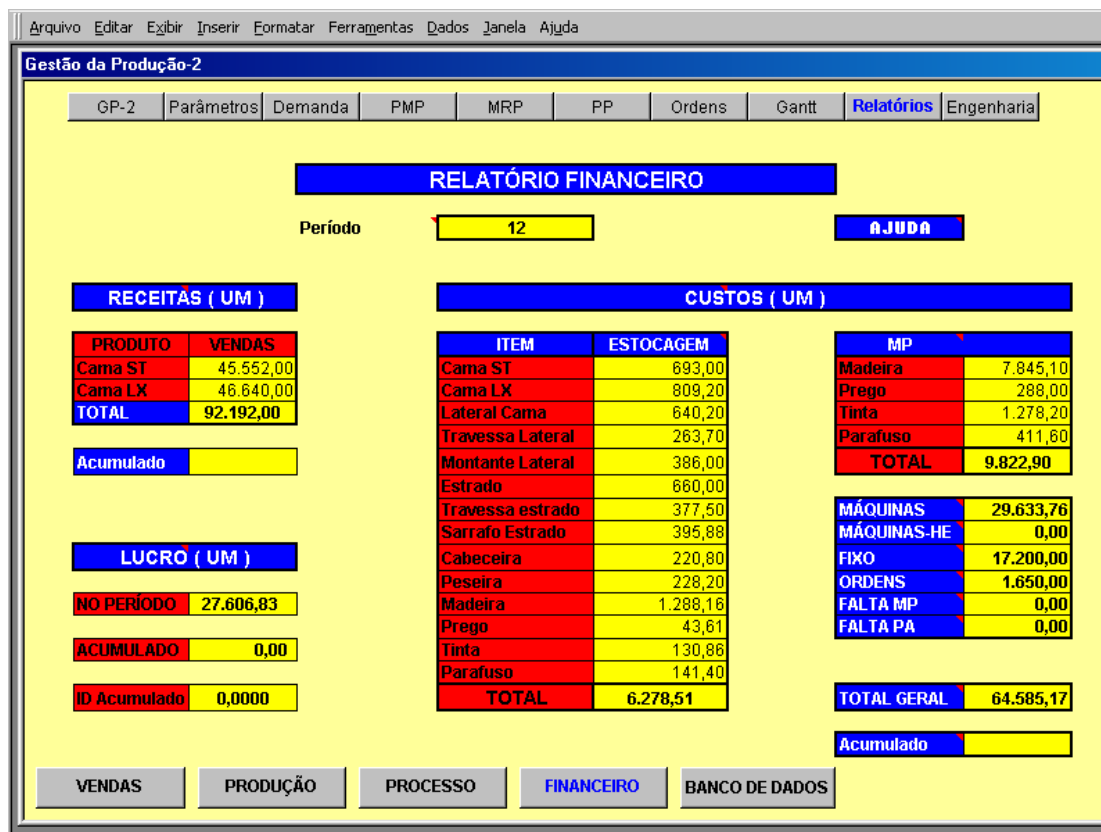 Arquivo Editar Exibir Inserir Formatar Ferramentas Dados Janela Ajuda
Gestão da Produção-2
GP-2 Parâmetros Demanda PMP MRP PP Ordens Gantt Relatórios Engenharia
RELATÓRIO FINANCEIRO
Período 12 AJUDA
RECEITAS ( UM )
PRODUTO VENDAS
Cama ST 45.552,00
Cama LX 46.640,00
TOTAL 92.192,00
Acumulado
LUCRO ( UM )
NO PERÍODO 27.606,83
ACUMULADO 0,00
ID Acumulado 0,0000
CUSTOS ( UM )
ITEM ESTOCAGEM
Cama ST 693,00
Cama LX 809,20
Lateral Cama 640,20
Travessa Lateral 263,70
Montante Lateral 386,00
Estrado 660,00
Travessa estrado 377,50
Sarrafo Estrado 395,88
Cabeceira 220,80
Peseira 228,20
Madeira 1.288,16
Prego 43,61
Tinta 130,86
Parafuso 141,40
TOTAL 6.278,51
MP
Madeira 7.845,10
Prego 288,00
Tinta 1.278,20
Parafuso 411,60
TOTAL 9.822,90
MÁQUINAS 29.633,76
MÁQUINAS-HE 0,00
FIXO 17.200,00
ORDENS 1.650,00
FALTA MP 0,00
FALTA PA 0,00
TOTAL GERAL 64.585,17
Acumulado
VENDAS PRODUÇÃO PROCESSO FINANCEIRO BANCO DE DADOS